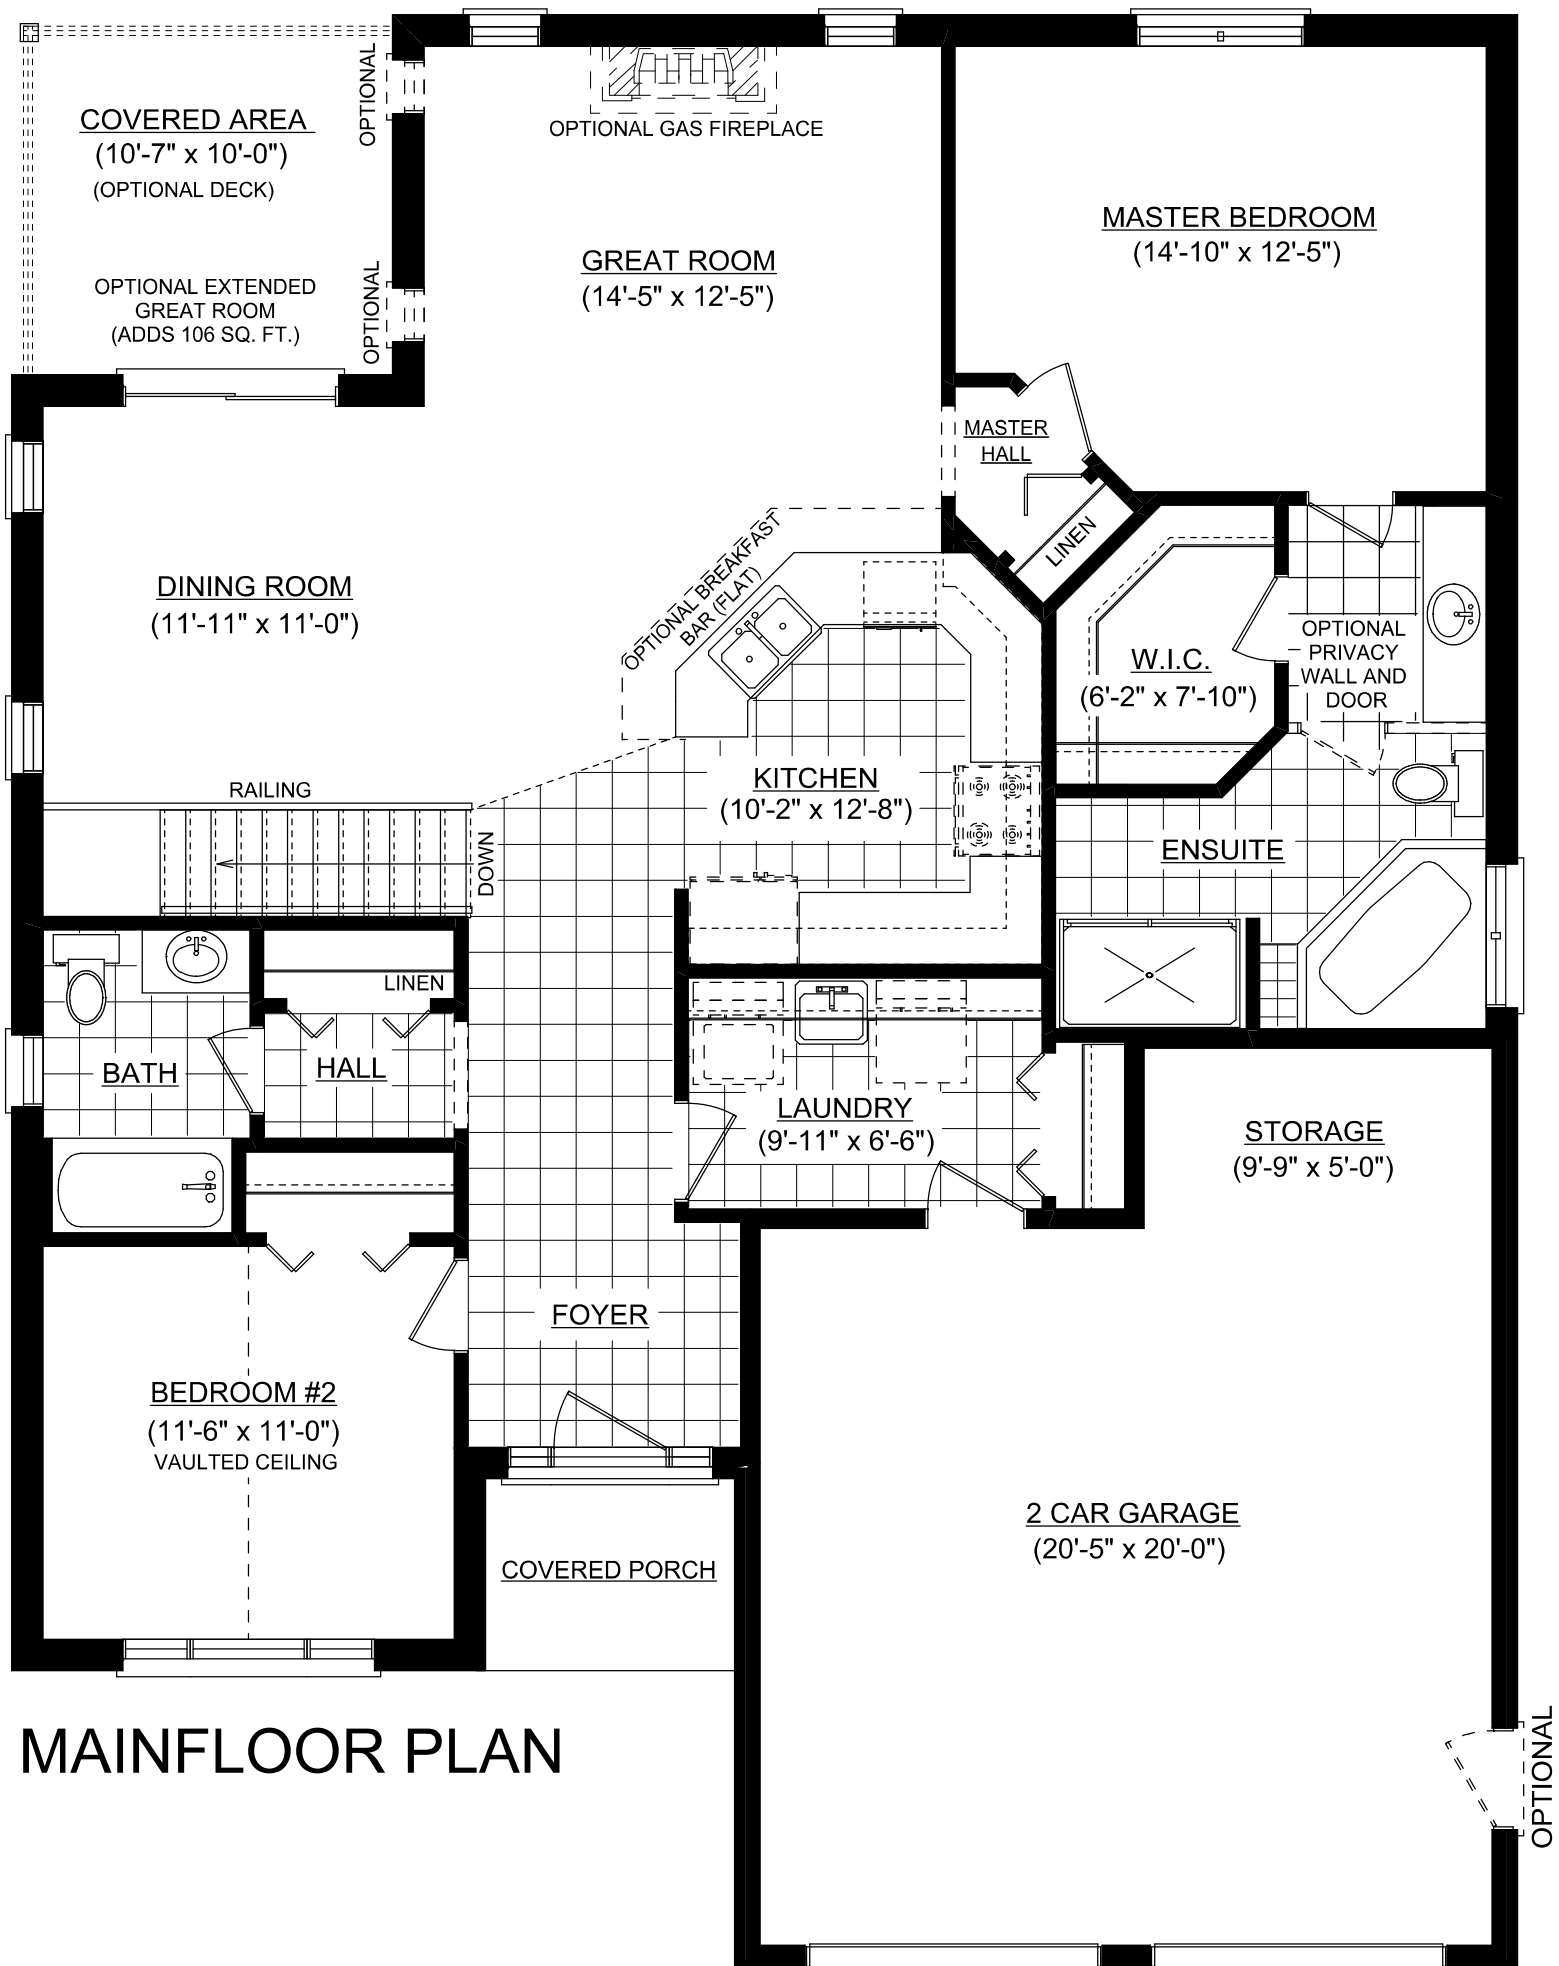 COVERED AREA
(10'-7" x 10'-0")
(OPTIONAL DECK)
OPTIONAL EXTENDED
GREAT ROOM
(ADDS 106 SQ. FT.)
OPTIONAL
OPTIONAL
OPTIONAL GAS FIREPLACE
GREAT ROOM
(14'-5" x 12'-5")
MASTER BEDROOM
(14'-10" x 12'-5")
MASTER
HALL
LINEN
DINING ROOM
(11'-11" x 11'-0")
OPTIONAL BREAKFAST
BAR (FLAT)
W.I.C.
(6'-2" x 7'-10")
OPTIONAL
PRIVACY
WALL AND
DOOR
RAILING
DOWN
KITCHEN
(10'-2" x 12'-8")
ENSUITE
LINEN
BATH
HALL
LAUNDRY
(9'-11" x 6'-6")
STORAGE
(9'-9" x 5'-0")
FOYER
BEDROOM #2
(11'-6" x 11'-0")
VAULTED CEILING
2 CAR GARAGE
(20'-5" x 20'-0")
COVERED PORCH
MAINFLOOR PLAN
OPTIONAL